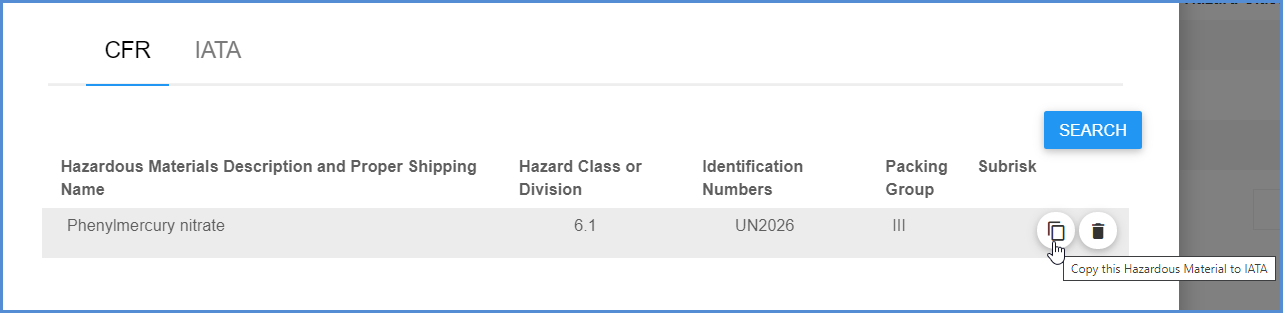 CFR IATA
SEARCH
Hazardous Materials Description and Proper Shipping Name
Hazard Class or Division
Identification Numbers
Packing Group
Subrisk
Phenylmercury nitrate 6.1 UN2026 III
Copy this Hazardous Material to IATA